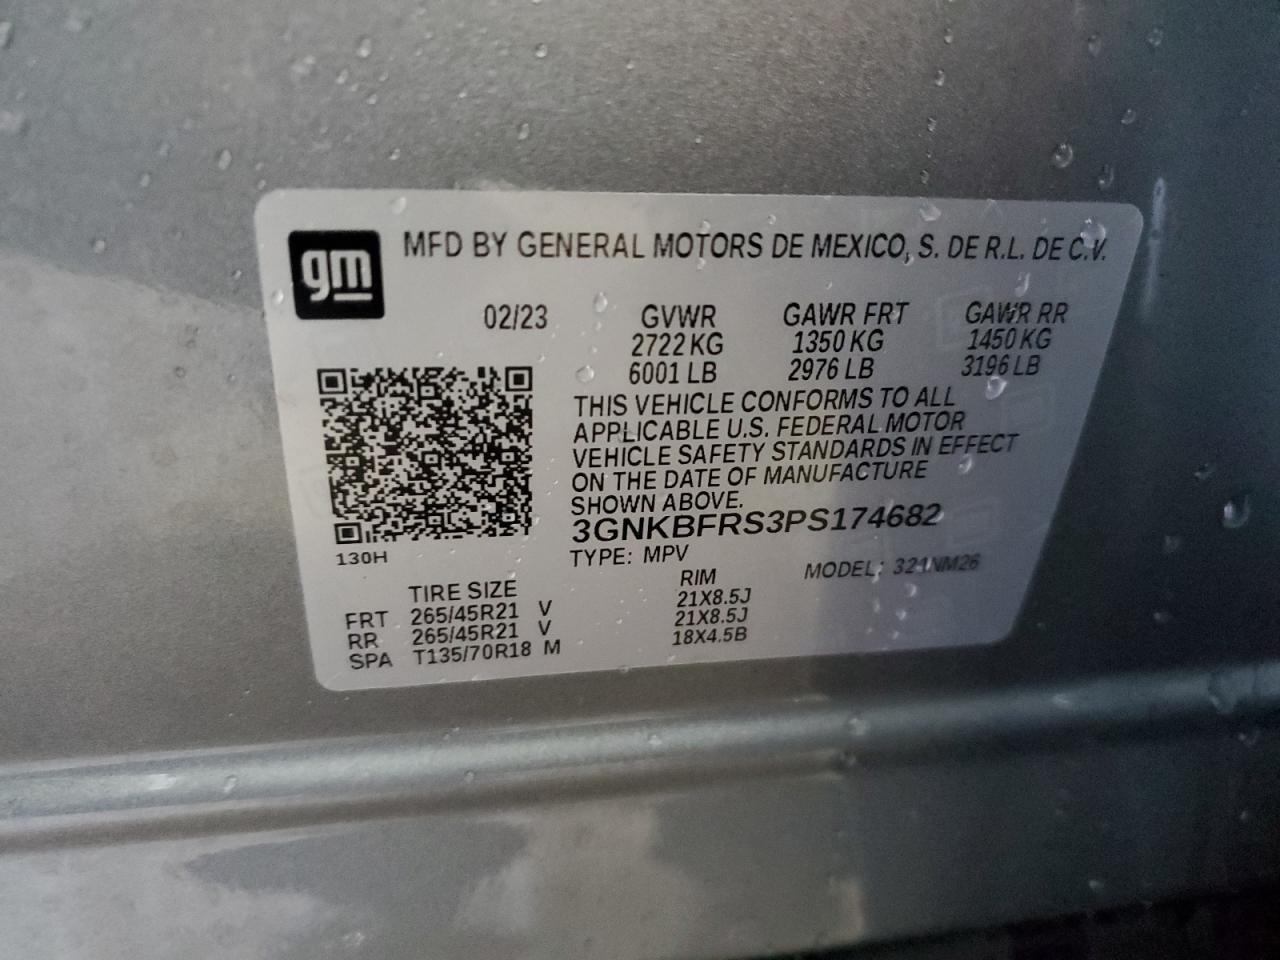 gm
MFD BY GENERAL MOTORS DE MEXICO, S. DE R.L. DE C.V.
02/23 GVWR GAWR FRT GAWR RR
2722 KG 1350 KG 1450 KG
6001 LB 2976 LB 3196 LB
THIS VEHICLE CONFORMS TO ALL
APPLICABLE U.S. FEDERAL MOTOR
VEHICLE SAFETY STANDARDS IN EFFECT
ON THE DATE OF MANUFACTURE
SHOWN ABOVE.
3GNKBFRS3PS174682
130H
TYPE: MPV MODEL: 321NM26
TIRE SIZE RIM
FRT 265/45R21 V 21X8.5J
RR 265/45R21 V 21X8.5J
SPA T135/70R18 M 18X4.5B